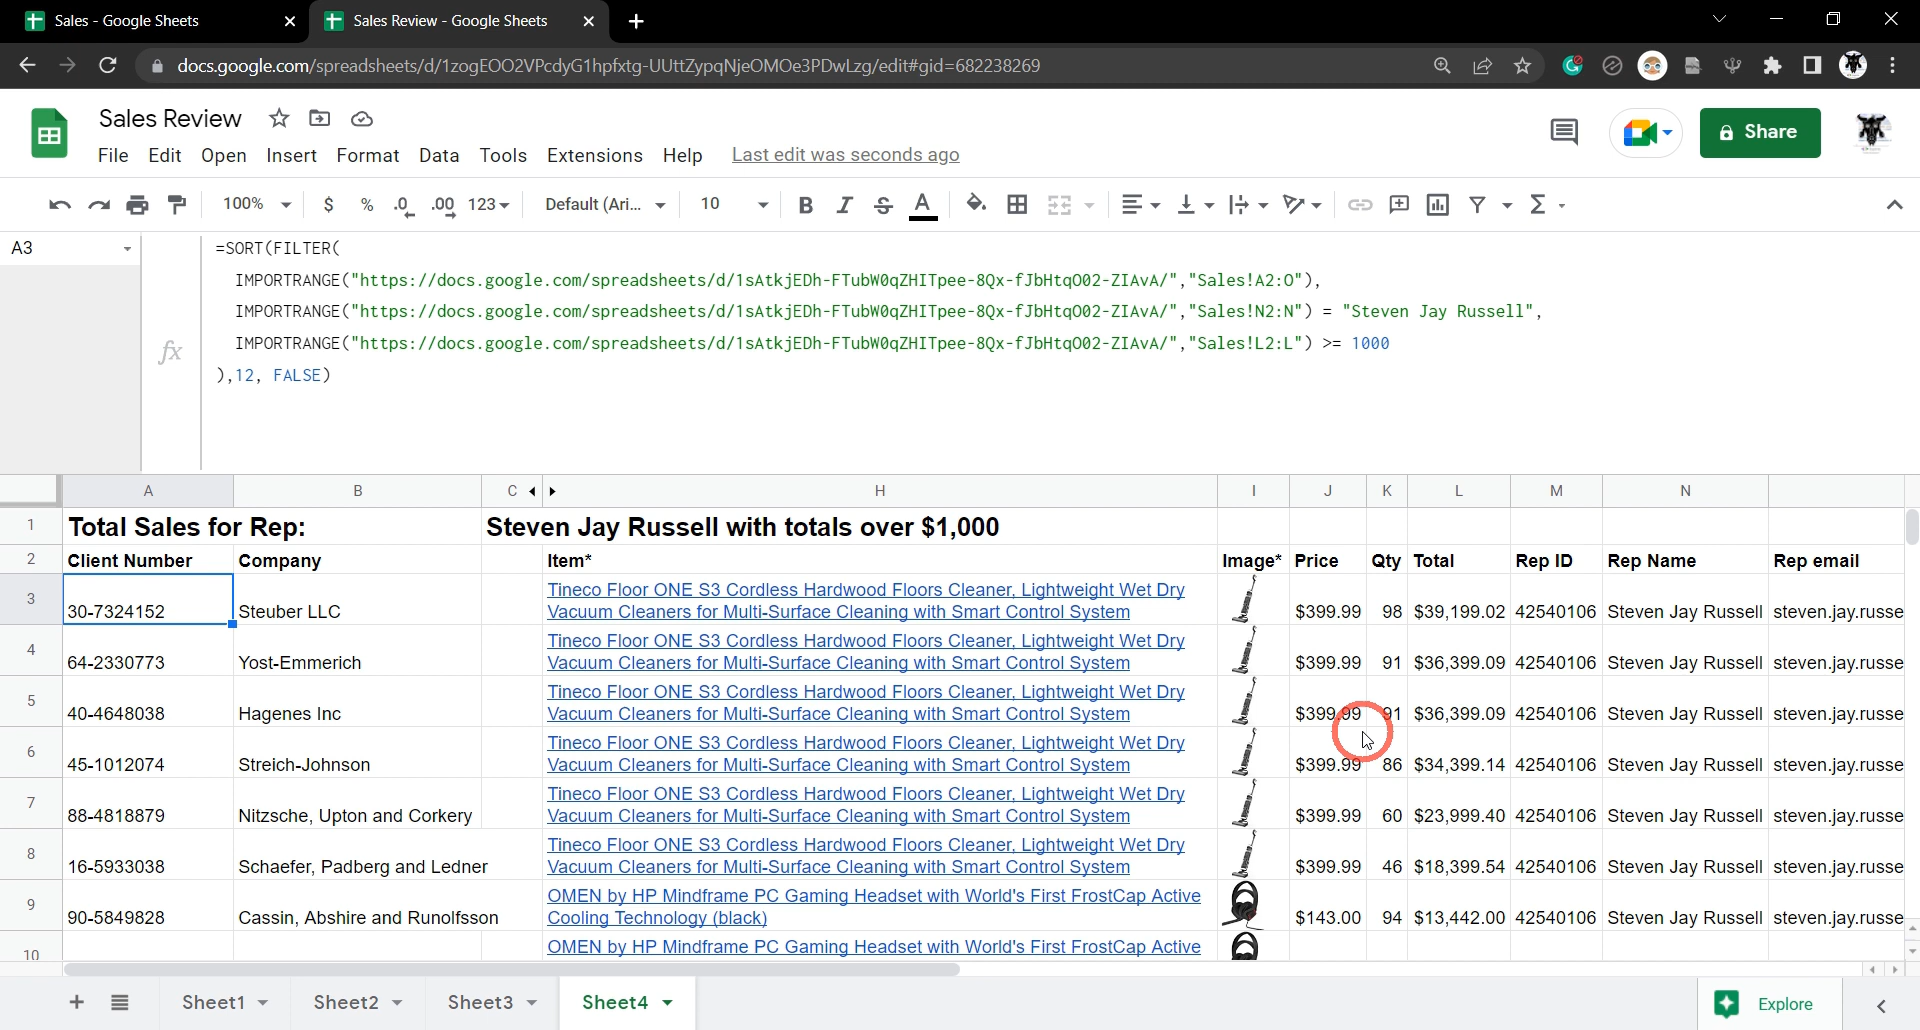 Sales - Google Sheets
Sales Review - Google Sheets
docs.google.com/spreadsheets/d/1zogEOO2VPcdyG1hpfxtg-UUttZypqNjeOMOe3PDwLzg/edit#gid=682238269
Sales Review
Share
File Edit Open Insert Format Data Tools Extensions Help Last edit was seconds ago
100% $ % .0 .00 123 Default (Ari... 10 B I S A Σ
A3
fx
=SORT(FILTER(
IMPORTRANGE("https://docs.google.com/spreadsheets/d/1sAtkjEDh-FTubW0qZHITpee-8Qx-fJbHtqO02-ZIAvA/","Sales!A2:O"),
IMPORTRANGE("https://docs.google.com/spreadsheets/d/1sAtkjEDh-FTubW0qZHITpee-8Qx-fJbHtqO02-ZIAvA/","Sales!N2:N") = "Steven Jay Russell",
IMPORTRANGE("https://docs.google.com/spreadsheets/d/1sAtkjEDh-FTubW0qZHITpee-8Qx-fJbHtqO02-ZIAvA/","Sales!L2:L") >= 1000
),12, FALSE)
A B C H I J K L M N
1 Total Sales for Rep: Steven Jay Russell with totals over $1,000
2 Client Number Company Item* Image* Price Qty Total Rep ID Rep Name Rep email
Tineco Floor ONE S3 Cordless Hardwood Floors Cleaner, Lightweight Wet Dry
3 30-7324152 Steuber LLC Vacuum Cleaners for Multi-Surface Cleaning with Smart Control System $399.99 98 $39,199.02 42540106 Steven Jay Russell steven.jay.russe
Tineco Floor ONE S3 Cordless Hardwood Floors Cleaner, Lightweight Wet Dry
4 64-2330773 Yost-Emmerich Vacuum Cleaners for Multi-Surface Cleaning with Smart Control System $399.99 91 $36,399.09 42540106 Steven Jay Russell steven.jay.russe
Tineco Floor ONE S3 Cordless Hardwood Floors Cleaner, Lightweight Wet Dry
5 40-4648038 Hagenes Inc Vacuum Cleaners for Multi-Surface Cleaning with Smart Control System $399.99 91 $36,399.09 42540106 Steven Jay Russell steven.jay.russe
Tineco Floor ONE S3 Cordless Hardwood Floors Cleaner, Lightweight Wet Dry
6 45-1012074 Streich-Johnson Vacuum Cleaners for Multi-Surface Cleaning with Smart Control System $399.99 86 $34,399.14 42540106 Steven Jay Russell steven.jay.russe
Tineco Floor ONE S3 Cordless Hardwood Floors Cleaner, Lightweight Wet Dry
7 88-4818879 Nitzsche, Upton and Corkery Vacuum Cleaners for Multi-Surface Cleaning with Smart Control System $399.99 60 $23,999.40 42540106 Steven Jay Russell steven.jay.russe
Tineco Floor ONE S3 Cordless Hardwood Floors Cleaner, Lightweight Wet Dry
8 16-5933038 Schaefer, Padberg and Ledner Vacuum Cleaners for Multi-Surface Cleaning with Smart Control System $399.99 46 $18,399.54 42540106 Steven Jay Russell steven.jay.russe
OMEN by HP Mindframe PC Gaming Headset with World's First FrostCap Active
9 90-5849828 Cassin, Abshire and Runolfsson Cooling Technology (black) $143.00 94 $13,442.00 42540106 Steven Jay Russell steven.jay.russe
10 OMEN by HP Mindframe PC Gaming Headset with World's First FrostCap Active
Sheet1 Sheet2 Sheet3 Sheet4 Explore